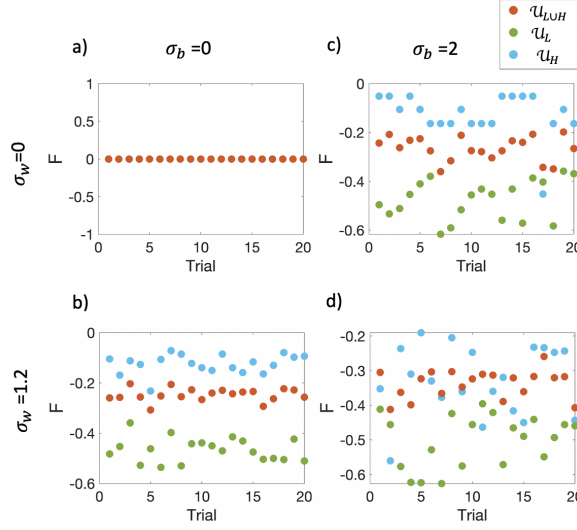 𝒰_{L∪H}
𝒰_L
𝒰_H
a)
σ_b =0
c)
σ_b =2
σ_w=0
1
0.5
0
-0.5
-1
F
0 5 10 15 20
Trial
0
-0.2
-0.4
-0.6
F
0 5 10 15 20
Trial
b)
d)
σ_w=1.2
0
-0.2
-0.4
-0.6
F
0 5 10 15 20
Trial
-0.2
-0.3
-0.4
-0.5
-0.6
F
0 5 10 15 20
Trial